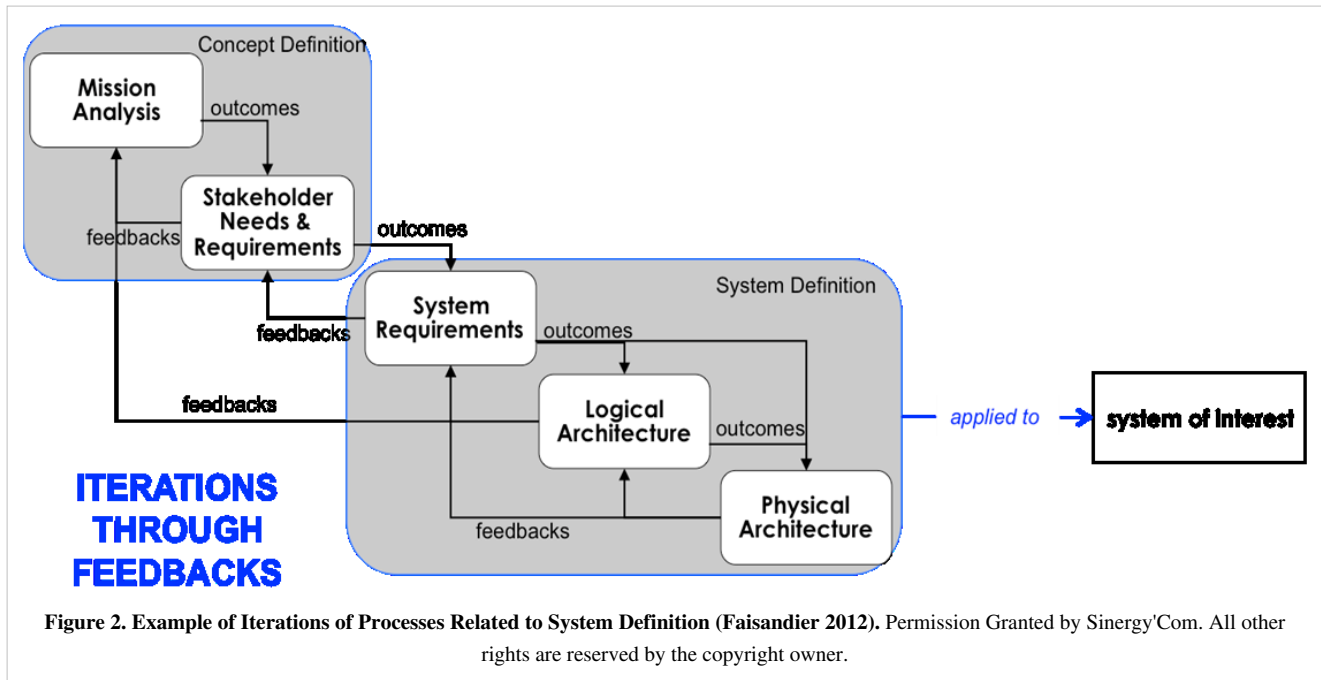 Concept Definition
Mission
Analysis
outcomes
Stakeholder
Needs &
Requirements
feedbacks
outcomes
System Definition
System
Requirements
feedbacks
outcomes
feedbacks
Logical
Architecture
outcomes
applied to
system of interest
Physical
Architecture
feedbacks
ITERATIONS
THROUGH
FEEDBACKS
Figure 2. Example of Iterations of Processes Related to System Definition (Faisandier 2012). Permission Granted by Sinergy'Com. All other
rights are reserved by the copyright owner.